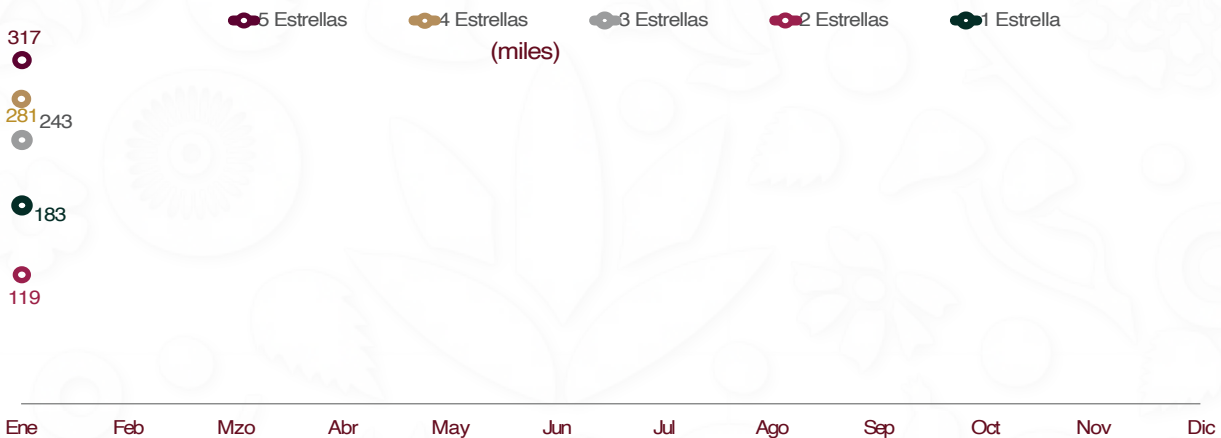 5 Estrellas 4 Estrellas 3 Estrellas 2 Estrellas 1 Estrella
(miles)
317
281
243
183
119
Ene Feb Mzo Abr May Jun Jul Ago Sep Oct Nov Dic